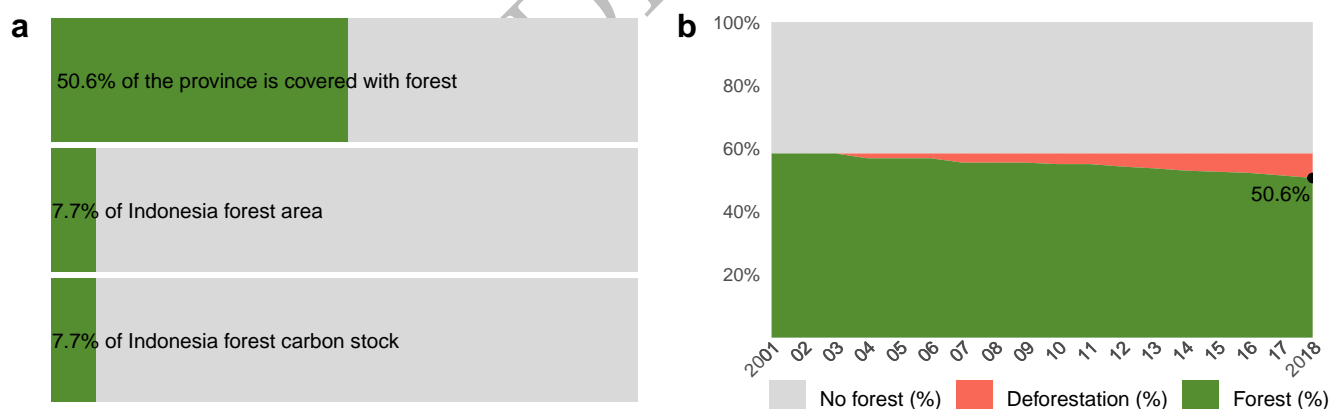 a
50.6% of the province is covered with forest
7.7% of Indonesia forest area
7.7% of Indonesia forest carbon stock
b
100%
80%
60%
40%
20%
50.6%
2001 02 03 04 05 06 07 08 09 10 11 12 13 14 15 16 17 2018
No forest (%) Deforestation (%) Forest (%)